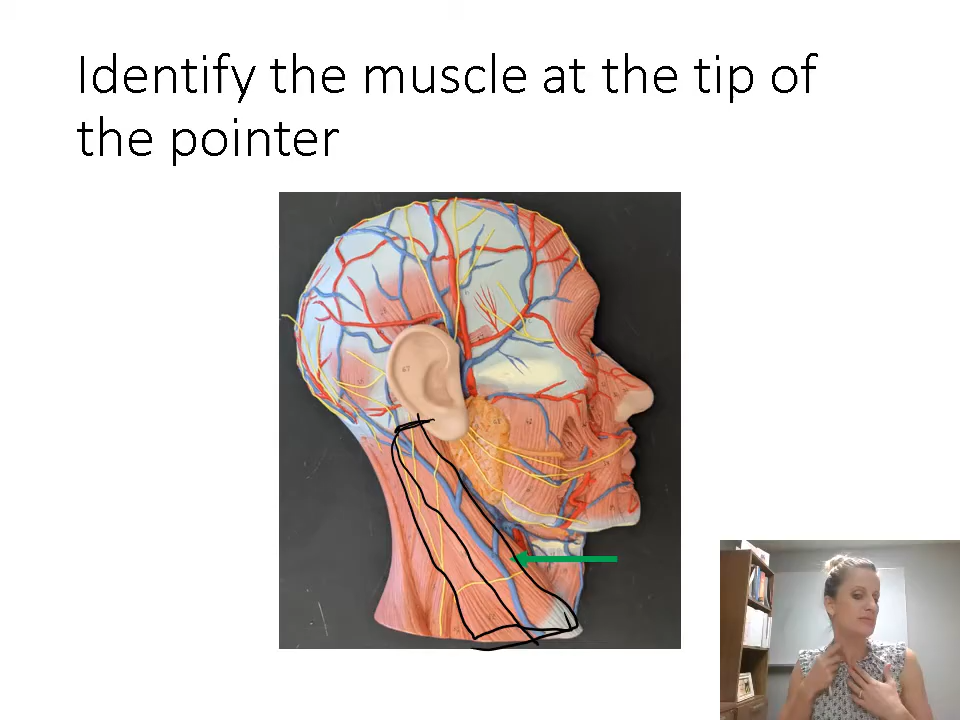 Identify the muscle at the tip of
the pointer